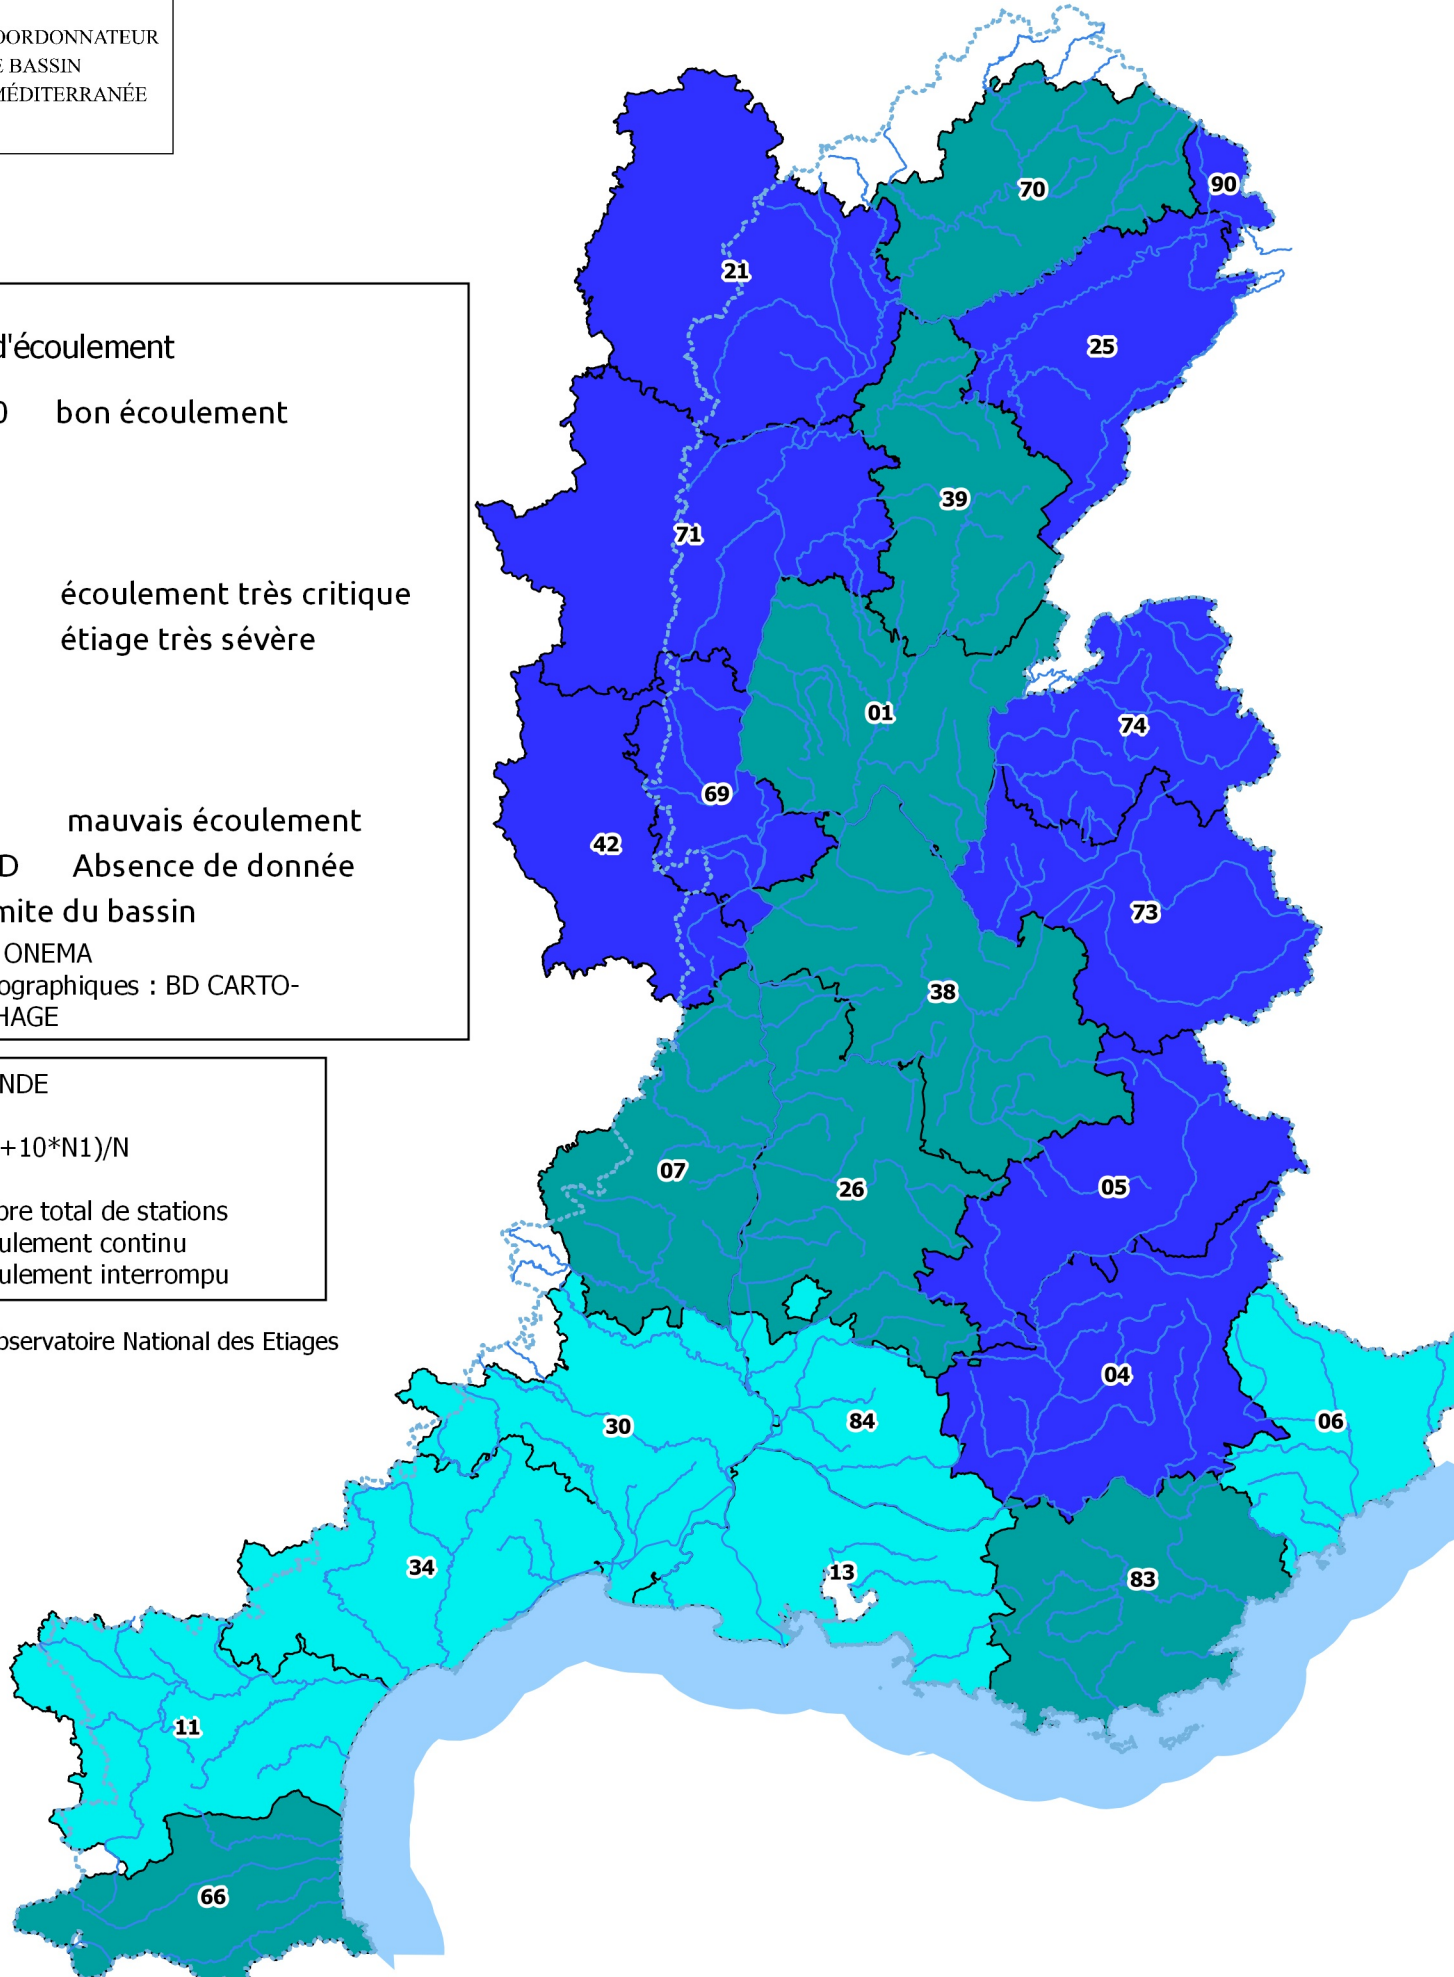 OORDONNATEUR
E BASSIN
MÉDITERRANÉE
d'écoulement
0 bon écoulement
écoulement très critique
étiage très sévère
mauvais écoulement
D Absence de donnée
mite du bassin
ONEMA
ographiques : BD CARTO-
HAGE
NDE
+10*N1)/N
bre total de stations
ulement continu
ulement interrompu
bservatoire National des Etiages
70
90
21
25
39
71
01
74
69
42
73
38
07
26
05
04
06
30
84
34
13
83
11
66